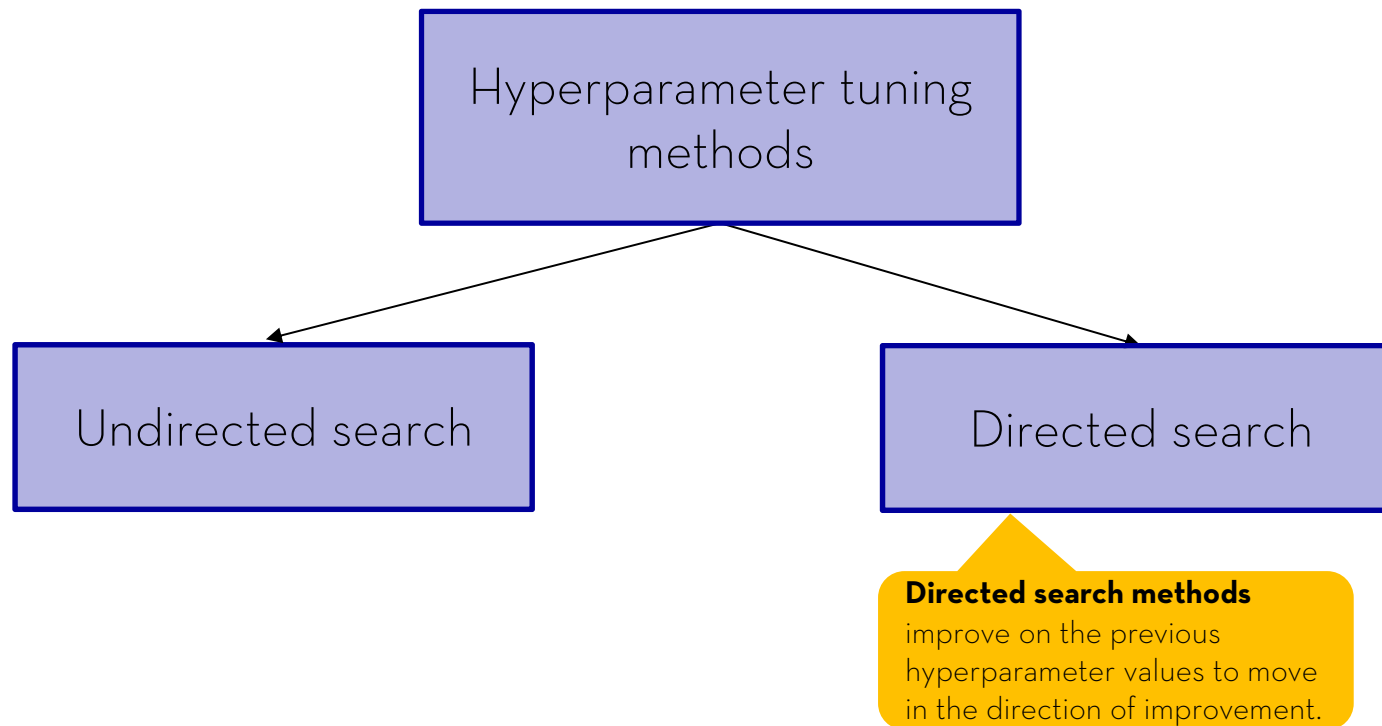 Hyperparameter tuning
methods
Undirected search
Directed search
Directed search methods
improve on the previous
hyperparameter values to move
in the direction of improvement.